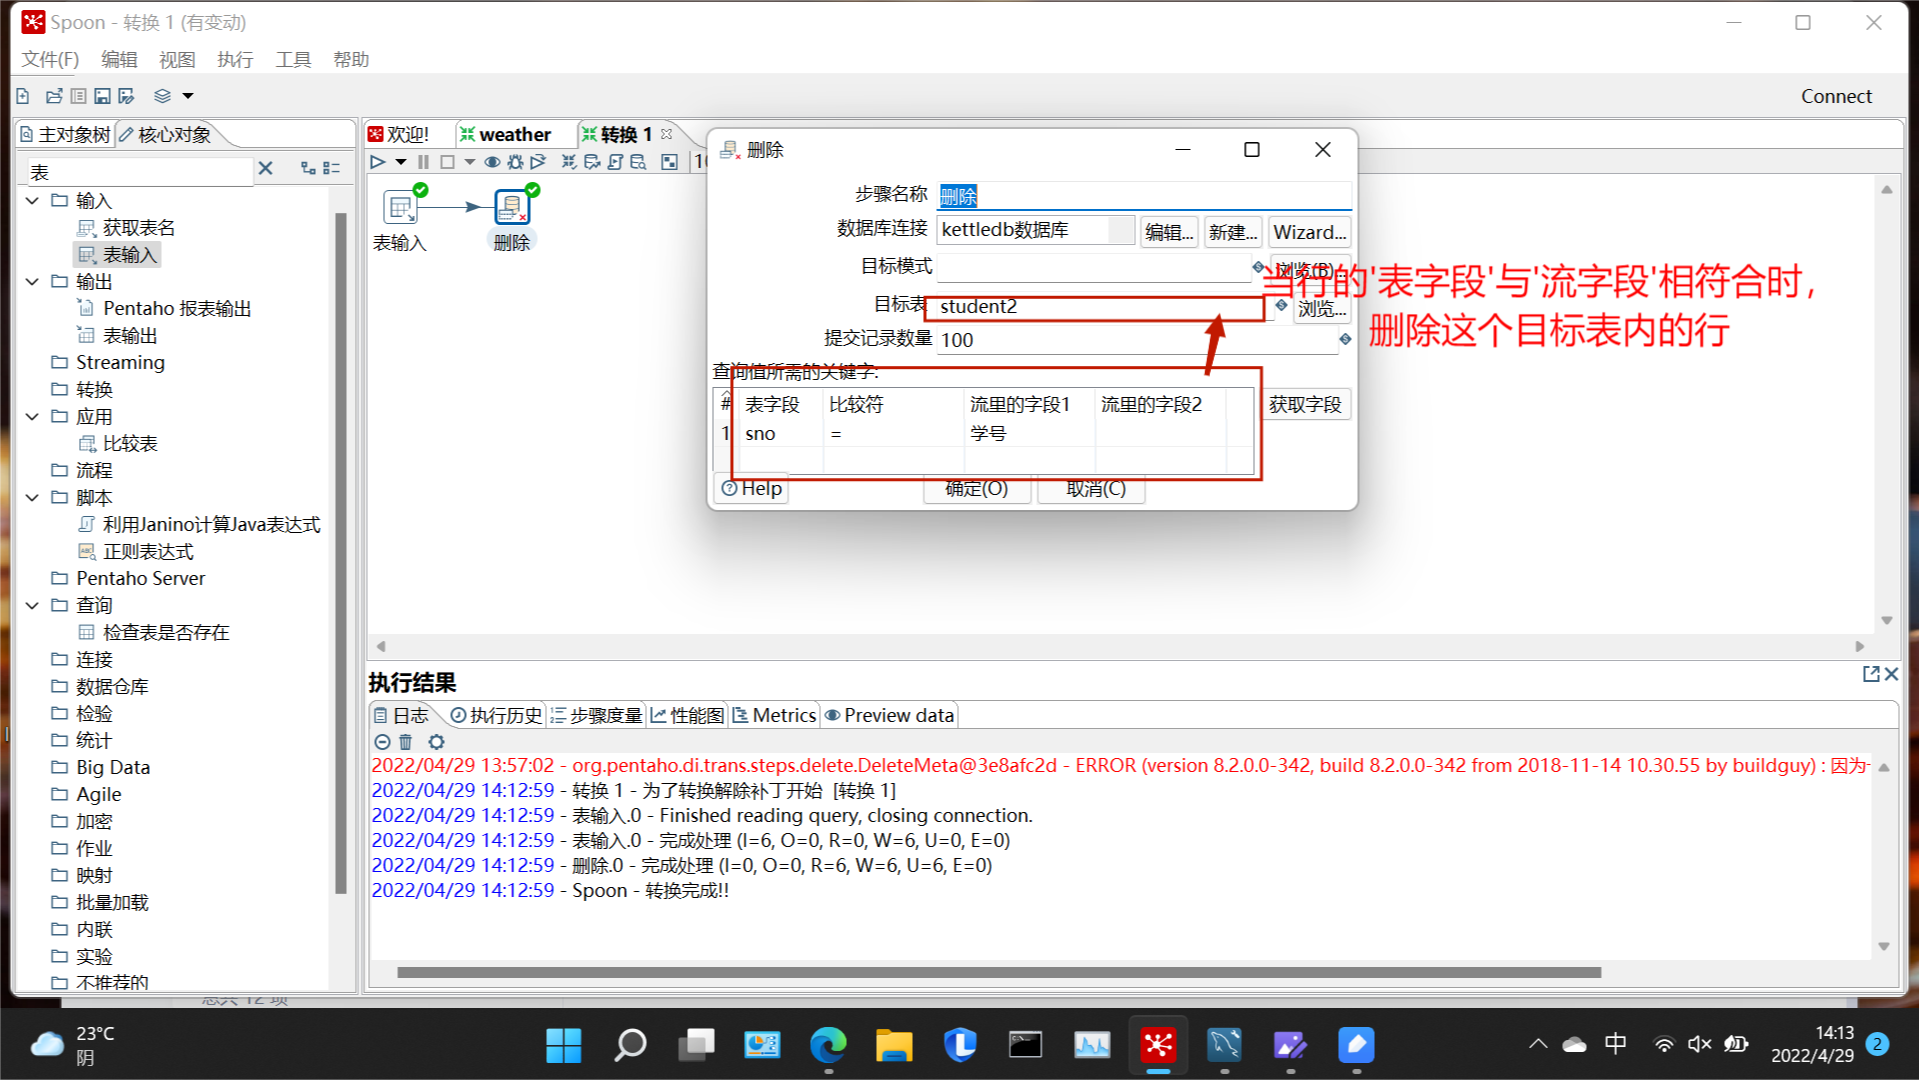 Spoon - 转换 1 (有变动)
文件(F) 编辑 视图 执行 工具 帮助
Connect
主对象树 核心对象
表
输入
获取表名
表输入
输出
Pentaho 报表输出
表输出
Streaming
转换
应用
比较表
流程
脚本
利用Janino计算Java表达式
正则表达式
Pentaho Server
查询
检查表是否存在
连接
数据仓库
检验
统计
Big Data
Agile
加密
作业
映射
批量加载
内联
实验
不推荐的
欢迎! weather 转换 1
10
表输入 删除
删除
步骤名称 删除
数据库连接 kettledb数据库 编辑... 新建... Wizard...
目标模式 浏览(B)...
目标表 student2 浏览...
提交记录数量 100
查询值所需的关键字:
# 表字段 比较符 流里的字段1 流里的字段2 获取字段
1 sno = 学号
Help 确定(O) 取消(C)
当行的'表字段'与'流字段'相符合时，
删除这个目标表内的行
执行结果
日志 执行历史 步骤度量 性能图 Metrics Preview data
2022/04/29 13:57:02 - org.pentaho.di.trans.steps.delete.DeleteMeta@3e8afc2d - ERROR (version 8.2.0.0-342, build 8.2.0.0-342 from 2018-11-14 10.30.55 by buildguy) : 因为
2022/04/29 14:12:59 - 转换 1 - 为了转换解除补丁开始 [转换 1]
2022/04/29 14:12:59 - 表输入.0 - Finished reading query, closing connection.
2022/04/29 14:12:59 - 表输入.0 - 完成处理 (I=6, O=0, R=0, W=6, U=0, E=0)
2022/04/29 14:12:59 - 删除.0 - 完成处理 (I=0, O=0, R=6, W=6, U=6, E=0)
2022/04/29 14:12:59 - Spoon - 转换完成!!
总共 12 项
23°C
阴
中
14:13
2022/4/29
2